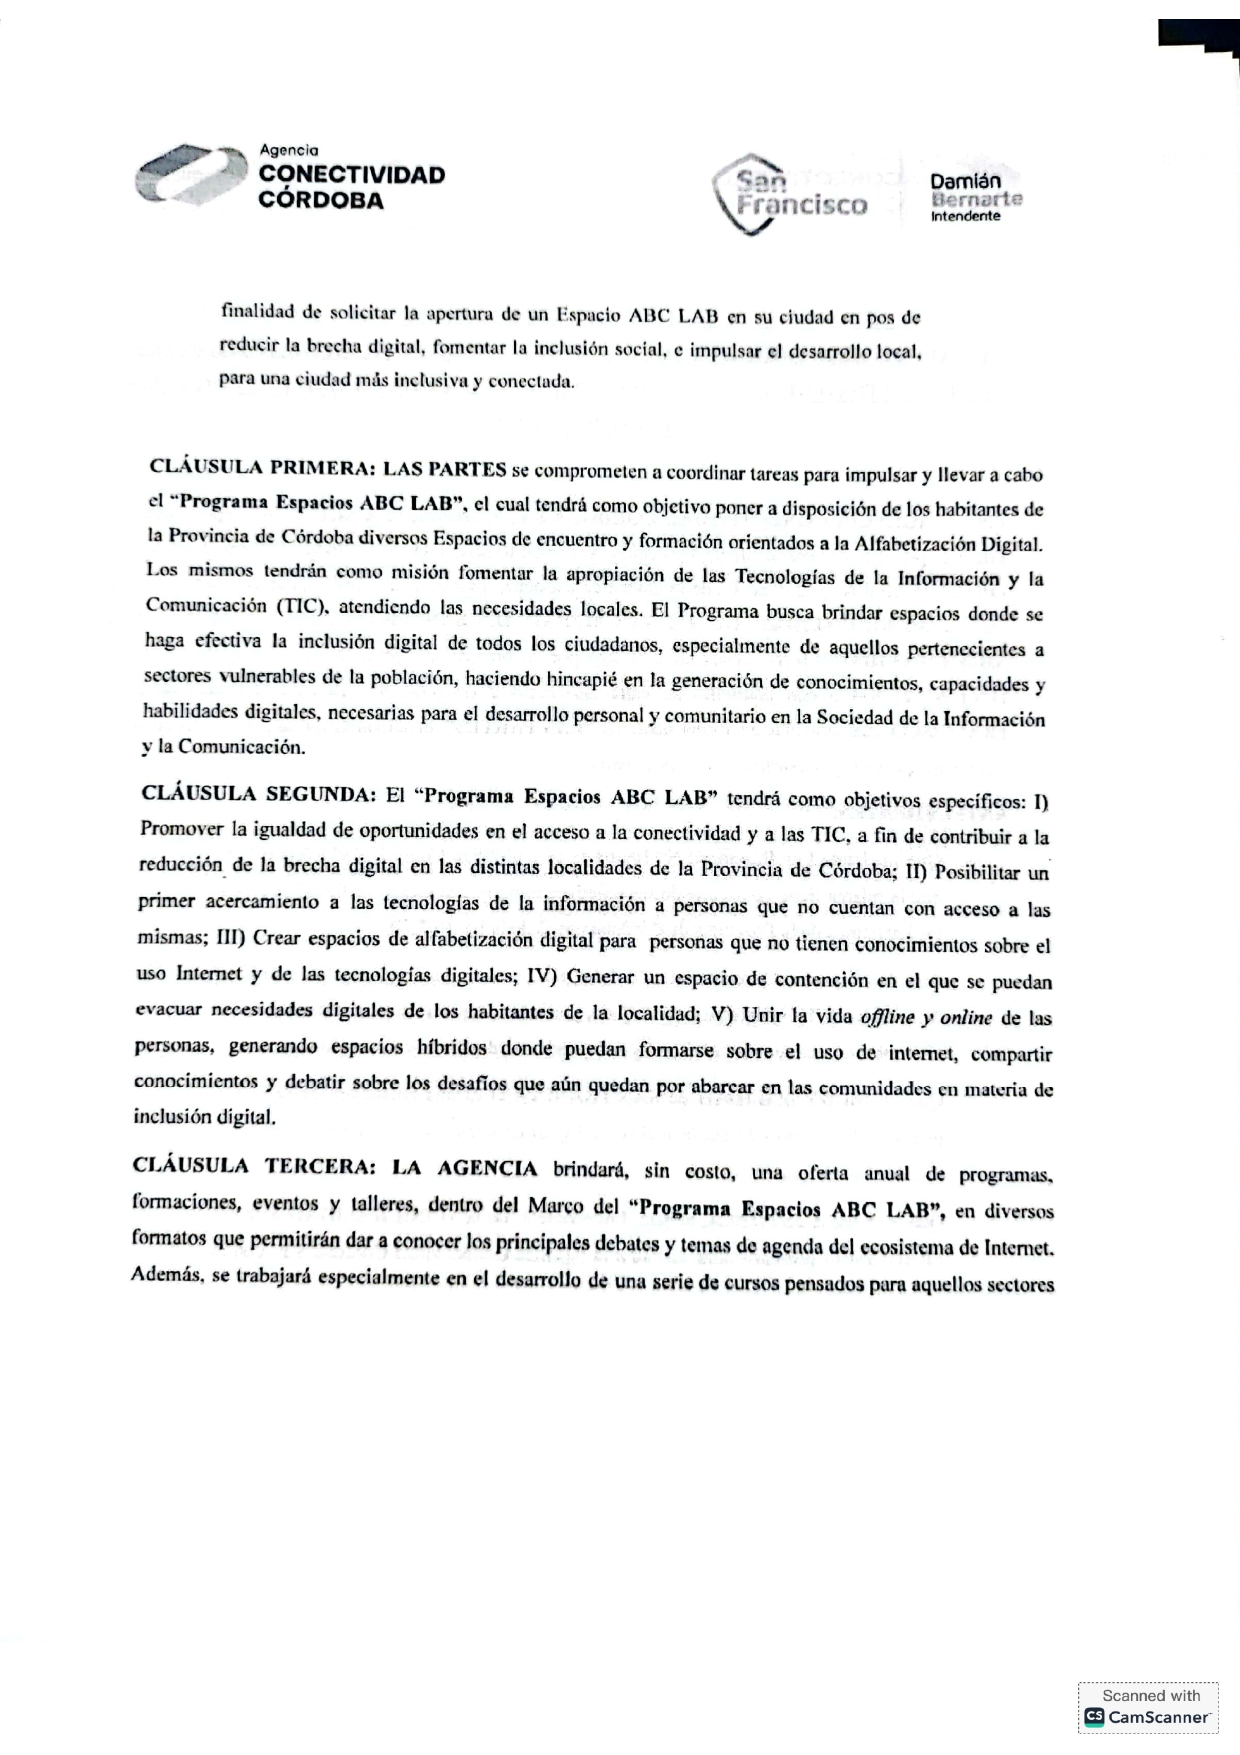 Agencia
CONECTIVIDAD
CÓRDOBA
San
Francisco
Damián
Bernarte
Intendente
finalidad de solicitar la apertura de un Espacio ABC LAB en su ciudad en pos de
reducir la brecha digital, fomentar la inclusión social, e impulsar el desarrollo local,
para una ciudad más inclusiva y conectada.
CLÁUSULA PRIMERA: LAS PARTES se comprometen a coordinar tareas para impulsar y llevar a cabo
el “Programa Espacios ABC LAB”, el cual tendrá como objetivo poner a disposición de los habitantes de
la Provincia de Córdoba diversos Espacios de encuentro y formación orientados a la Alfabetización Digital.
Los mismos tendrán como misión fomentar la apropiación de las Tecnologías de la Información y la
Comunicación (TIC), atendiendo las necesidades locales. El Programa busca brindar espacios donde se
haga efectiva la inclusión digital de todos los ciudadanos, especialmente de aquellos pertenecientes a
sectores vulnerables de la población, haciendo hincapié en la generación de conocimientos, capacidades y
habilidades digitales, necesarias para el desarrollo personal y comunitario en la Sociedad de la Información
y la Comunicación.
CLÁUSULA SEGUNDA: El “Programa Espacios ABC LAB” tendrá como objetivos específicos: I)
Promover la igualdad de oportunidades en el acceso a la conectividad y a las TIC, a fin de contribuir a la
reducción de la brecha digital en las distintas localidades de la Provincia de Córdoba; II) Posibilitar un
primer acercamiento a las tecnologías de la información a personas que no cuentan con acceso a las
mismas; III) Crear espacios de alfabetización digital para personas que no tienen conocimientos sobre el
uso Internet y de las tecnologías digitales; IV) Generar un espacio de contención en el que se puedan
evacuar necesidades digitales de los habitantes de la localidad; V) Unir la vida offline y online de las
personas, generando espacios híbridos donde puedan formarse sobre el uso de internet, compartir
conocimientos y debatir sobre los desafíos que aún quedan por abarcar en las comunidades en materia de
inclusión digital.
CLÁUSULA TERCERA: LA AGENCIA brindará, sin costo, una oferta anual de programas,
formaciones, eventos y talleres, dentro del Marco del “Programa Espacios ABC LAB”, en diversos
formatos que permitirán dar a conocer los principales debates y temas de agenda del ecosistema de Internet.
Además, se trabajará especialmente en el desarrollo de una serie de cursos pensados para aquellos sectores
Scanned with
CS CamScanner